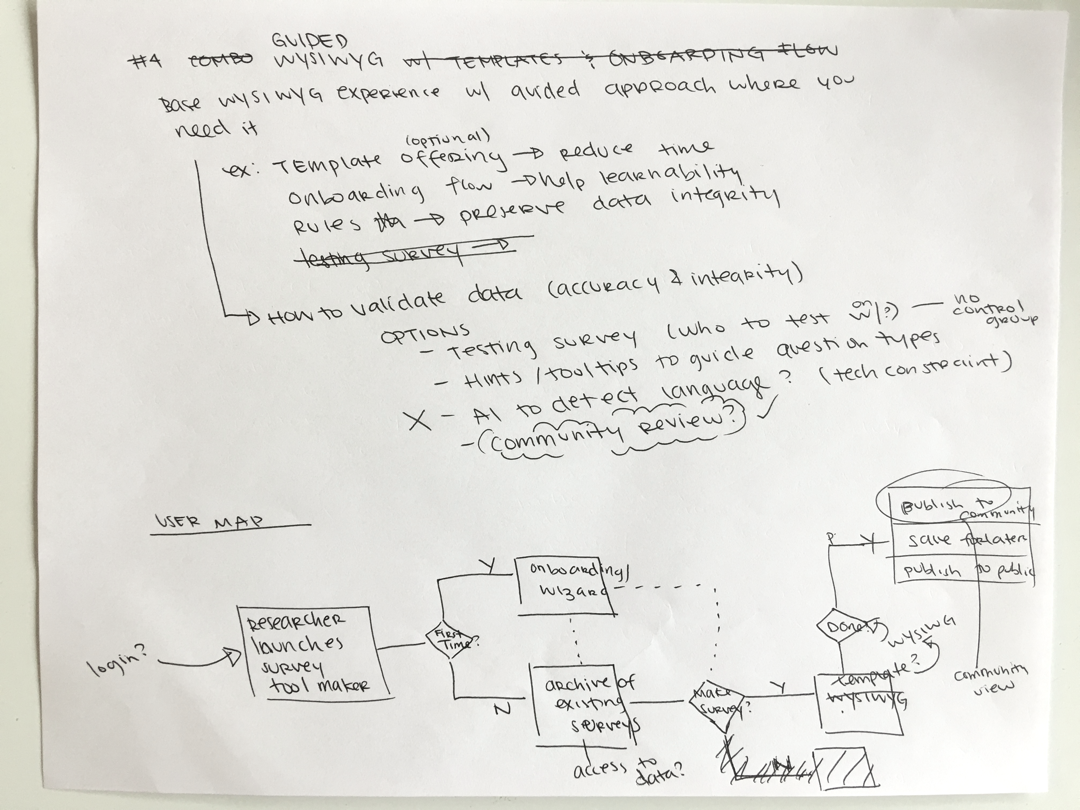 GUIDED
#4 COMBO WYSIWYG w/ TEMPLATES & ONBOARDING FLOW
Base WYSIWYG experience w/ guided approach where you
need it
(optional)
ex: Template offering → reduce time
onboarding flow → help learnability
rules → preserve data integrity
testing survey →
How to validate data (accuracy & integrity)
OPTIONS
- Testing survey (who to test on w/?) — no control group
- Hints/tooltips to guide question types
X - AI to detect language? (tech constraint)
- (community review?) ✓
USER MAP
login?
researcher
launches
survey
tool maker
First
Time?
Y
onboarding/
wizard
N
archive of
existing
surveys
access to
data?
make
survey?
Y
N
template?
WYSIWYG
?
WYSIWG
Done?
Y
publish to
community
save for later
publish to public
community
view